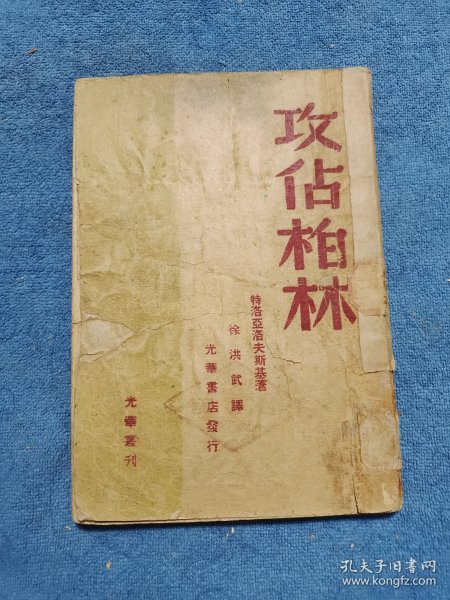 攻佔柏林
特洛亞洛夫斯基著
徐洪武譯
光華書店發行
光華叢刊
孔夫子旧书网
www.kongfz.com